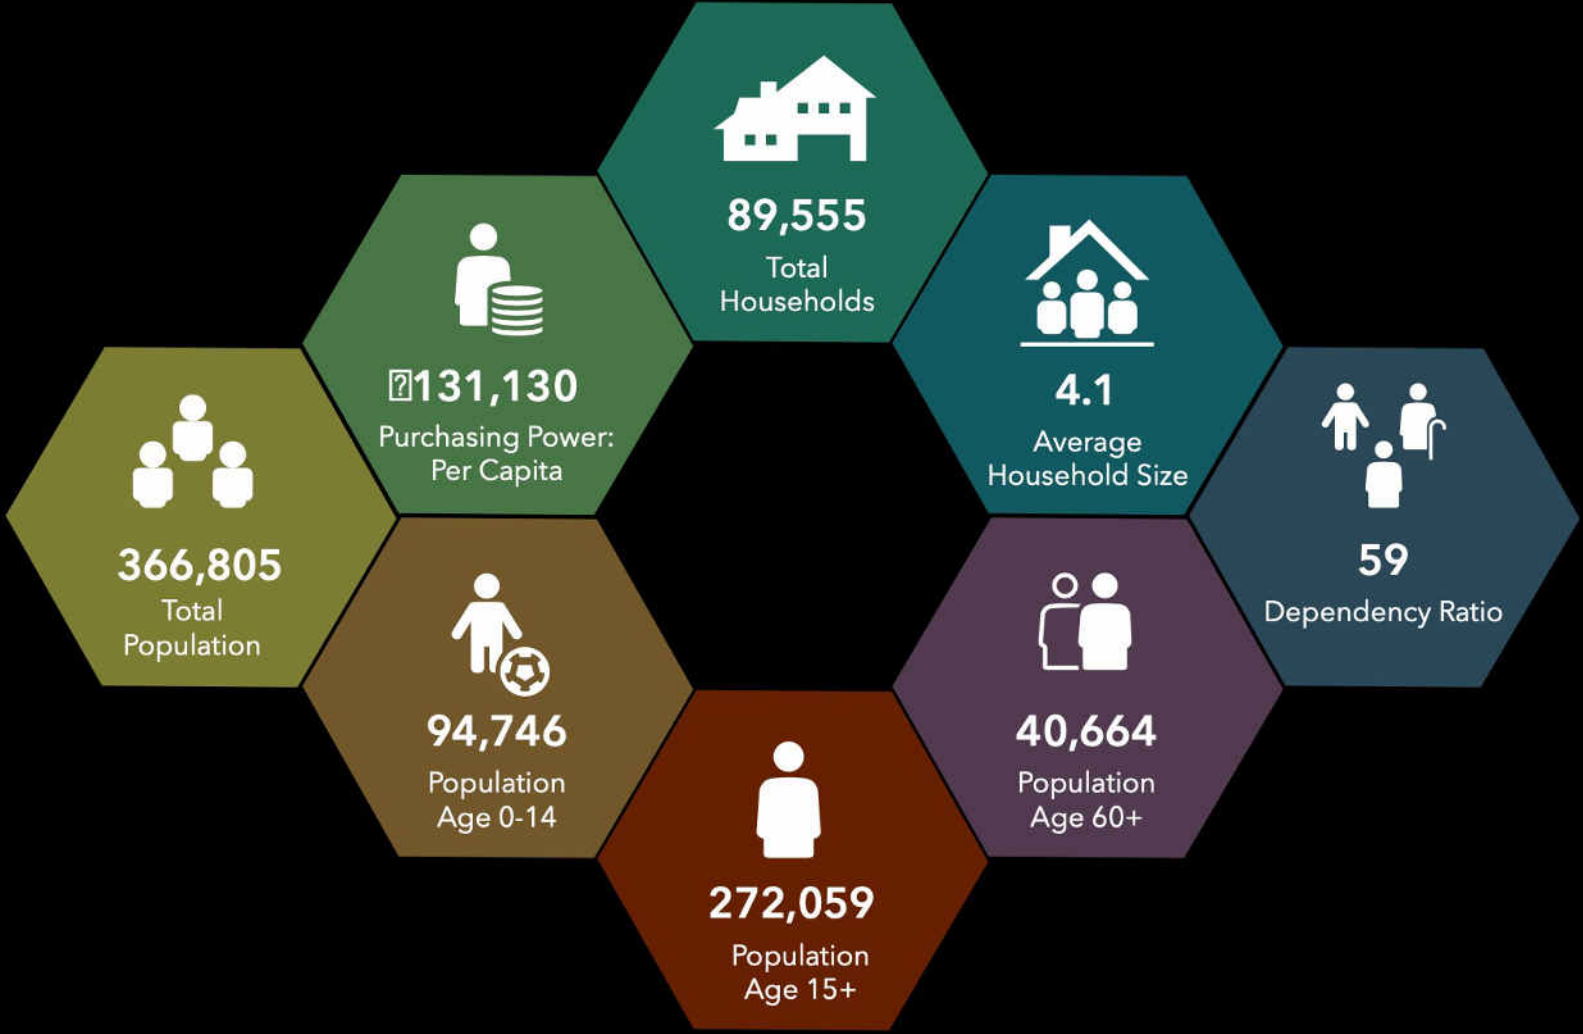 89,555
Total
Households
⍰131,130
Purchasing Power:
Per Capita
4.1
Average
Household Size
366,805
Total
Population
59
Dependency Ratio
94,746
Population
Age 0-14
40,664
Population
Age 60+
272,059
Population
Age 15+